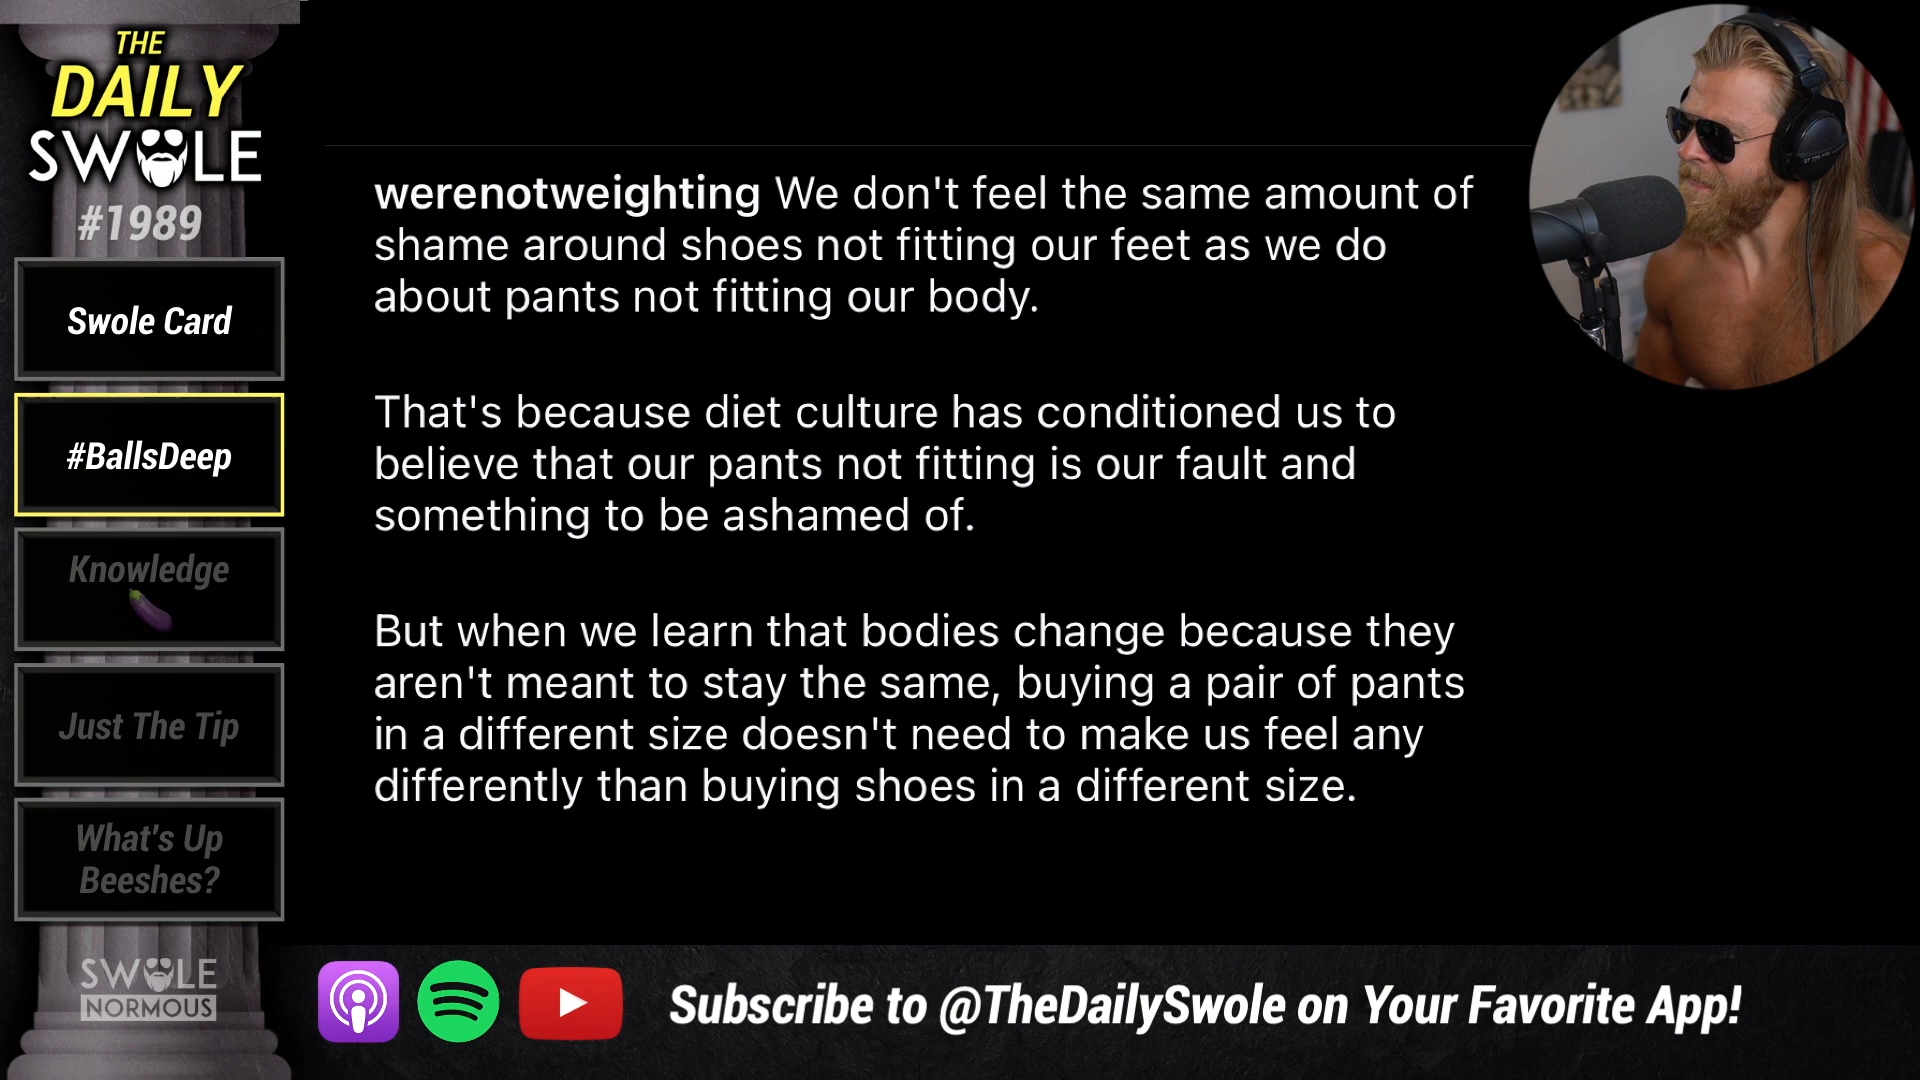 THE
DAILY
SWOLE
#1989
Swole Card
#BallsDeep
Knowledge
Just The Tip
What's Up
Beeshes?
SWOLE
NORMOUS
werenotweighting We don't feel the same amount of
shame around shoes not fitting our feet as we do
about pants not fitting our body.
That's because diet culture has conditioned us to
believe that our pants not fitting is our fault and
something to be ashamed of.
But when we learn that bodies change because they
aren't meant to stay the same, buying a pair of pants
in a different size doesn't need to make us feel any
differently than buying shoes in a different size.
Subscribe to @TheDailySwole on Your Favorite App!